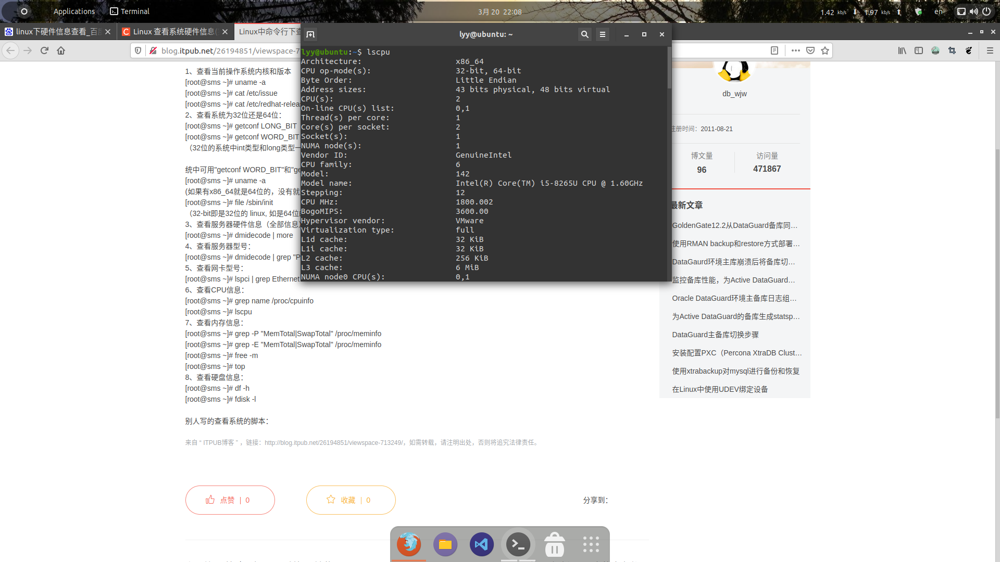 Applications
Terminal
3月 20 22:08
1.42 kb/s
1.97 kb/s
en
linux下硬件信息查看_百
Linux 查看系统硬件信息(
Linux中命令行下查
blog.itpub.net/26194851/viewspace-7
lyy@ubuntu: ~
lyy@ubuntu:~$ lscpu
Architecture: x86_64
CPU op-mode(s): 32-bit, 64-bit
Byte Order: Little Endian
Address sizes: 43 bits physical, 48 bits virtual
CPU(s): 2
On-line CPU(s) list: 0,1
Thread(s) per core: 1
Core(s) per socket: 2
Socket(s): 1
NUMA node(s): 1
Vendor ID: GenuineIntel
CPU family: 6
Model: 142
Model name: Intel(R) Core(TM) i5-8265U CPU @ 1.60GHz
Stepping: 12
CPU MHz: 1800.002
BogoMIPS: 3600.00
Hypervisor vendor: VMware
Virtualization type: full
L1d cache: 32 KiB
L1i cache: 32 KiB
L2 cache: 256 KiB
L3 cache: 6 MiB
NUMA node0 CPU(s): 0,1
1、查看当前操作系统内核和版本
[root@sms ~]# uname -a
[root@sms ~]# cat /etc/issue
[root@sms ~]# cat /etc/redhat-relea
2、查看系统为32位还是64位：
[root@sms ~]# getconf LONG_BIT
[root@sms ~]# getconf WORD_BIT
（32位的系统中int类型和long类型一
统中可用"getconf WORD_BIT"和"ge
[root@sms ~]# uname -a
(如果有x86_64就是64位的，没有就
[root@sms ~]# file /sbin/init
（32-bit即是32位的 linux, 如是64位
3、查看服务器硬件信息（全部信息）
[root@sms ~]# dmidecode | more
4、查看服务器型号：
[root@sms ~]# dmidecode | grep "P
5、查看网卡型号：
[root@sms ~]# lspci | grep Ethernet
6、查看CPU信息：
[root@sms ~]# grep name /proc/cpuinfo
[root@sms ~]# lscpu
7、查看内存信息：
[root@sms ~]# grep -P "MemTotal|SwapTotal" /proc/meminfo
[root@sms ~]# grep -E "MemTotal|SwapTotal" /proc/meminfo
[root@sms ~]# free -m
[root@sms ~]# top
8、查看硬盘信息：
[root@sms ~]# df -h
[root@sms ~]# fdisk -l
别人写的查看系统的脚本：
来自 “ ITPUB博客 ” ，链接：http://blog.itpub.net/26194851/viewspace-713249/，如需转载，请注明出处，否则将追究法律责任。
点赞 | 0
收藏 | 0
分享到：
db_wjw
注册时间：2011-08-21
博文量
访问量
96
471867
最新文章
GoldenGate12.2从DataGuard备库同…
使用RMAN backup和restore方式部署…
DataGaurd环境主库崩溃后将备库切…
监控备库性能，为Active DataGuard…
Oracle DataGuard环境主备库日志组…
为Active DataGuard的备库生成statsp…
DataGuard主备库切换步骤
安装配置PXC（Percona XtraDB Clust…
使用xtrabackup对mysql进行备份和恢复
在Linux中使用UDEV绑定设备